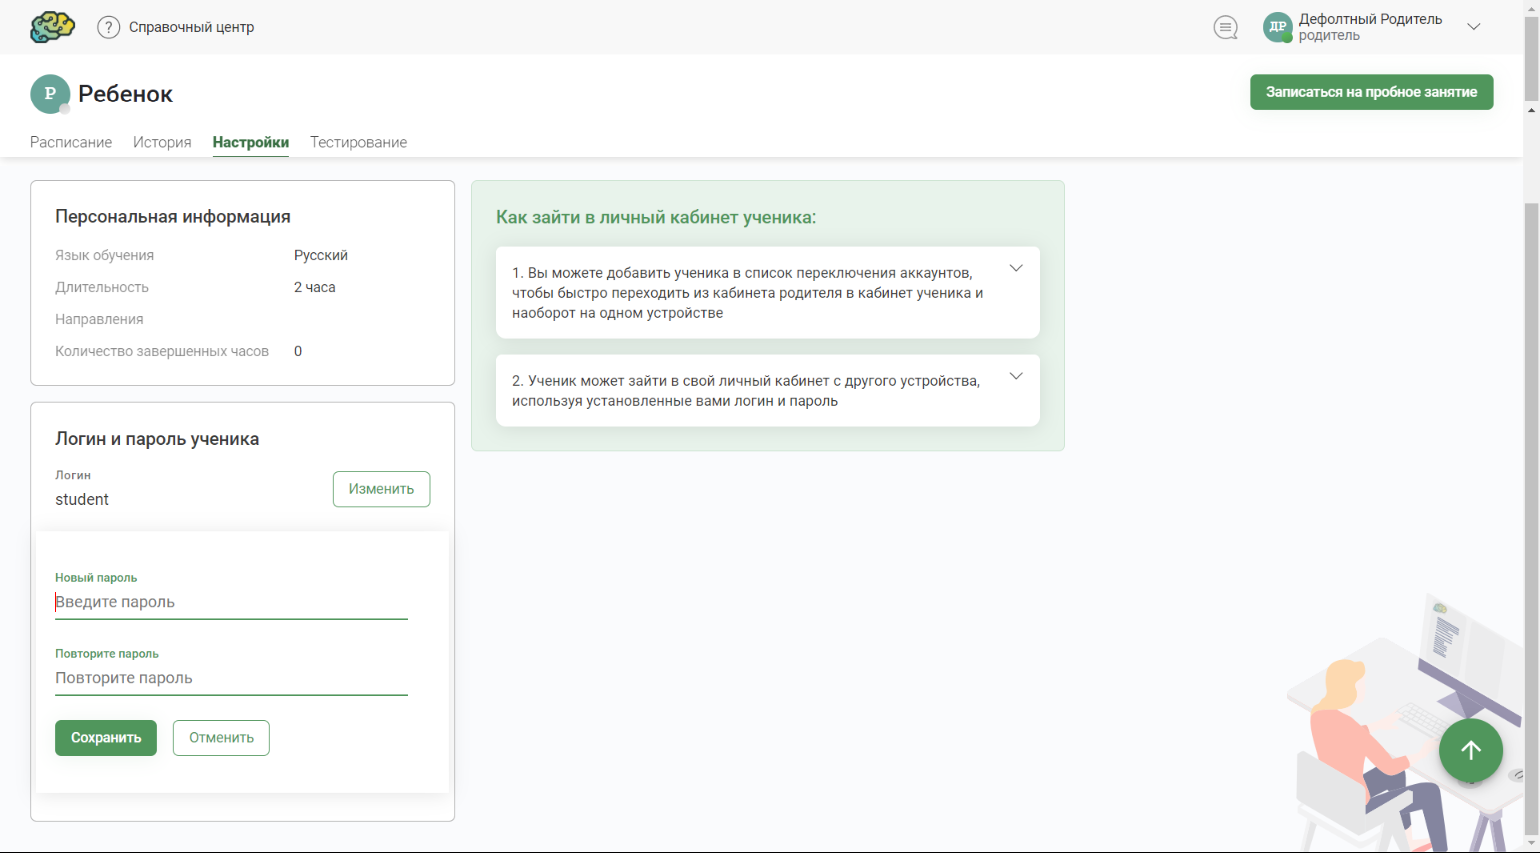 ? Справочный центр
ДР
Дефолтный Родитель
родитель
Р
Ребенок
Записаться на пробное занятие
Расписание История Настройки Тестирование
Персональная информация
Язык обучения Русский
Длительность 2 часа
Направления
Количество завершенных часов 0
Логин и пароль ученика
Логин
student
Изменить
Новый пароль
Введите пароль
Повторите пароль
Повторите пароль
Сохранить Отменить
Как зайти в личный кабинет ученика:
1. Вы можете добавить ученика в список переключения аккаунтов,
чтобы быстро переходить из кабинета родителя в кабинет ученика и
наоборот на одном устройстве
2. Ученик может зайти в свой личный кабинет с другого устройства,
используя установленные вами логин и пароль